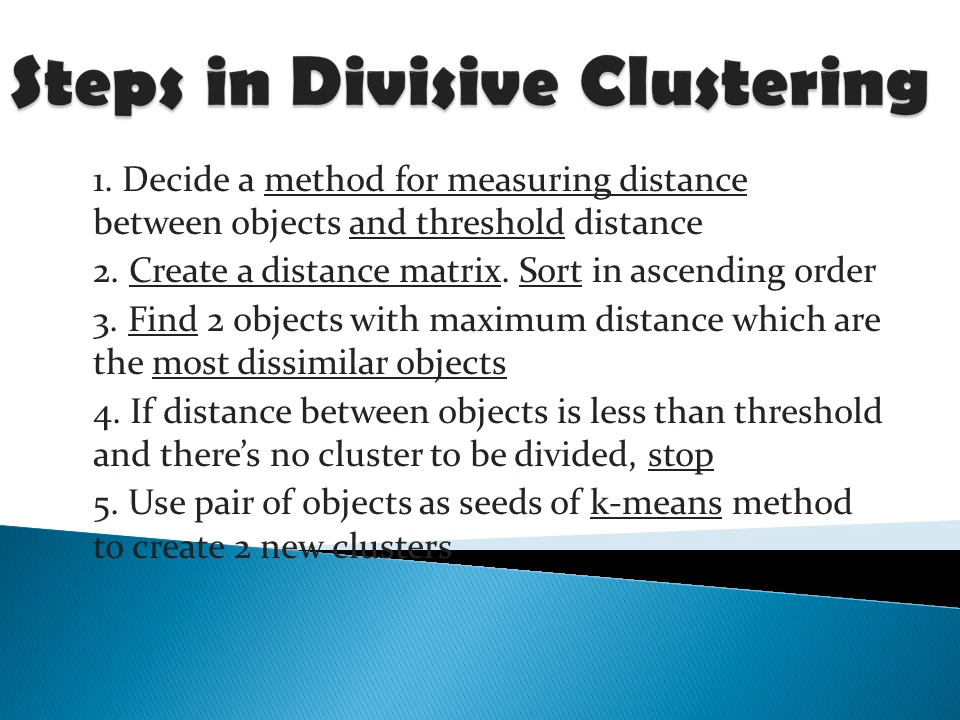 Steps in Divisive Clustering
1. Decide a method for measuring distance
between objects and threshold distance
2. Create a distance matrix. Sort in ascending order
3. Find 2 objects with maximum distance which are
the most dissimilar objects
4. If distance between objects is less than threshold
and there’s no cluster to be divided, stop
5. Use pair of objects as seeds of k-means method
to create 2 new clusters